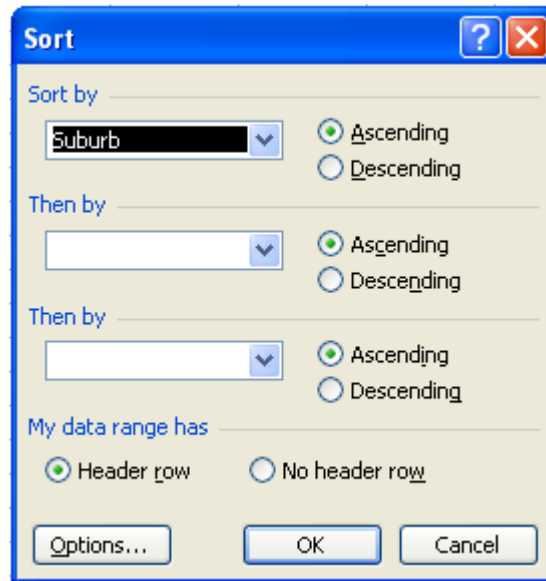 Sort
Sort by
Suburb
Ascending
Descending
Then by
Ascending
Descending
Then by
Ascending
Descending
My data range has
Header row
No header row
Options...
OK
Cancel